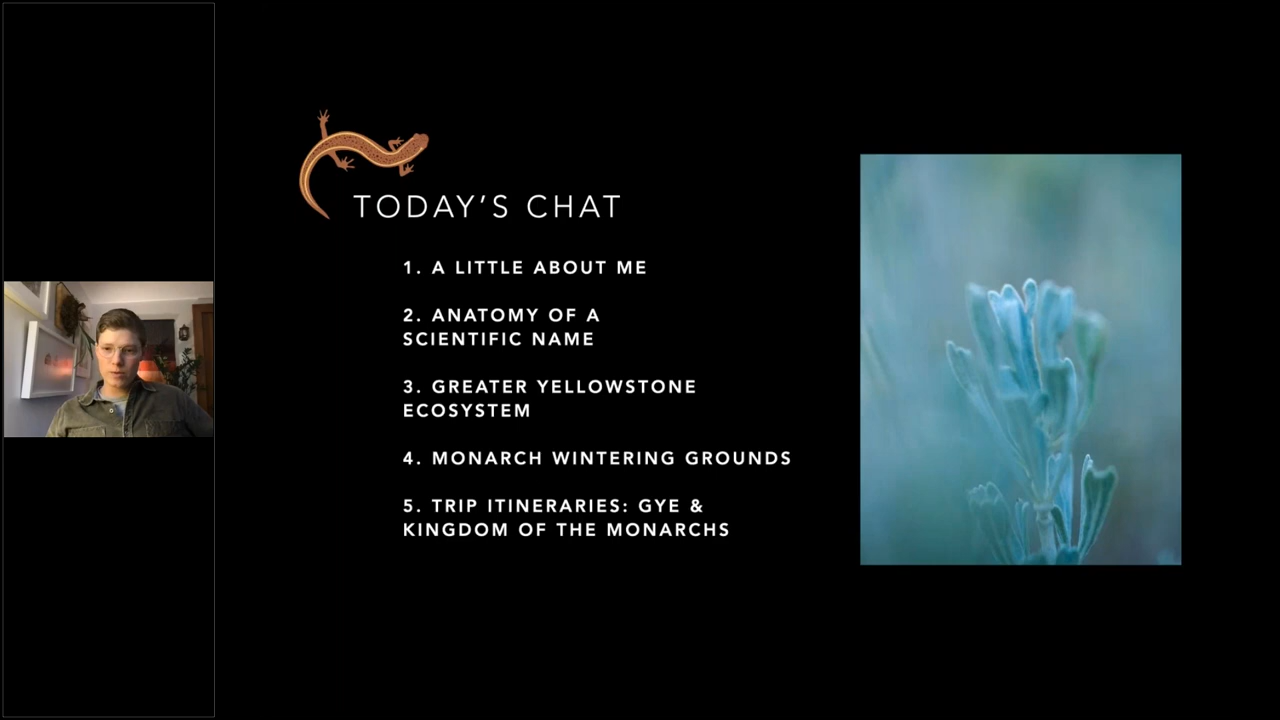 TODAY’S CHAT
1. A LITTLE ABOUT ME
2. ANATOMY OF A
SCIENTIFIC NAME
3. GREATER YELLOWSTONE
ECOSYSTEM
4. MONARCH WINTERING GROUNDS
5. TRIP ITINERARIES: GYE &
KINGDOM OF THE MONARCHS